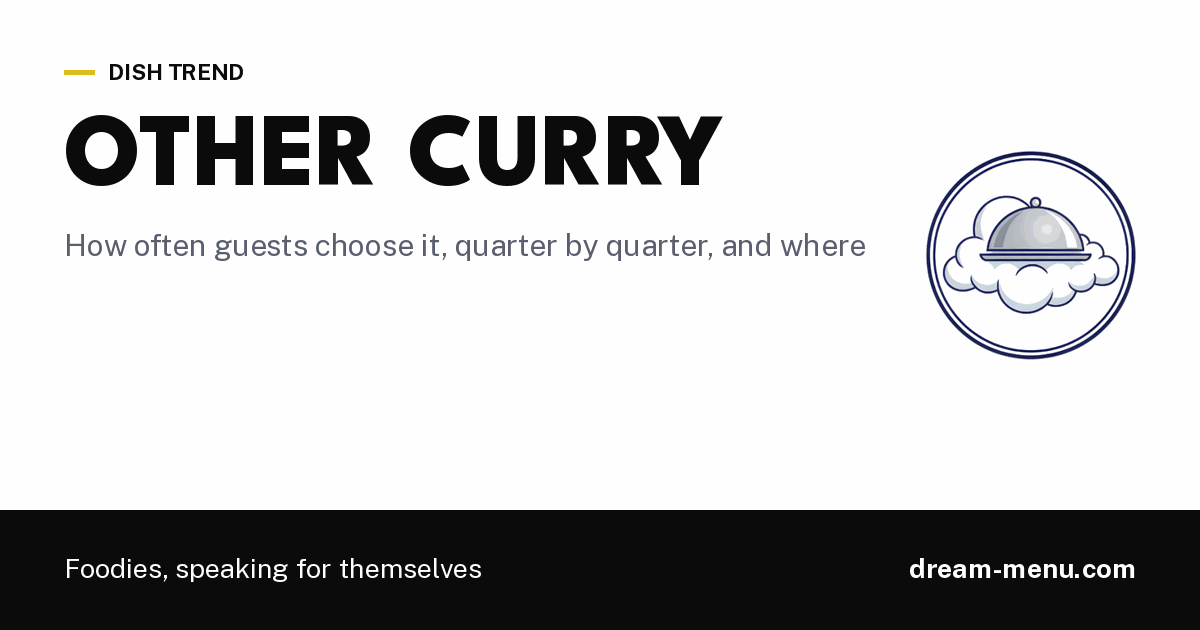 DISH TREND
OTHER CURRY
How often guests choose it, quarter by quarter, and where
Foodies, speaking for themselves
dream-menu.com